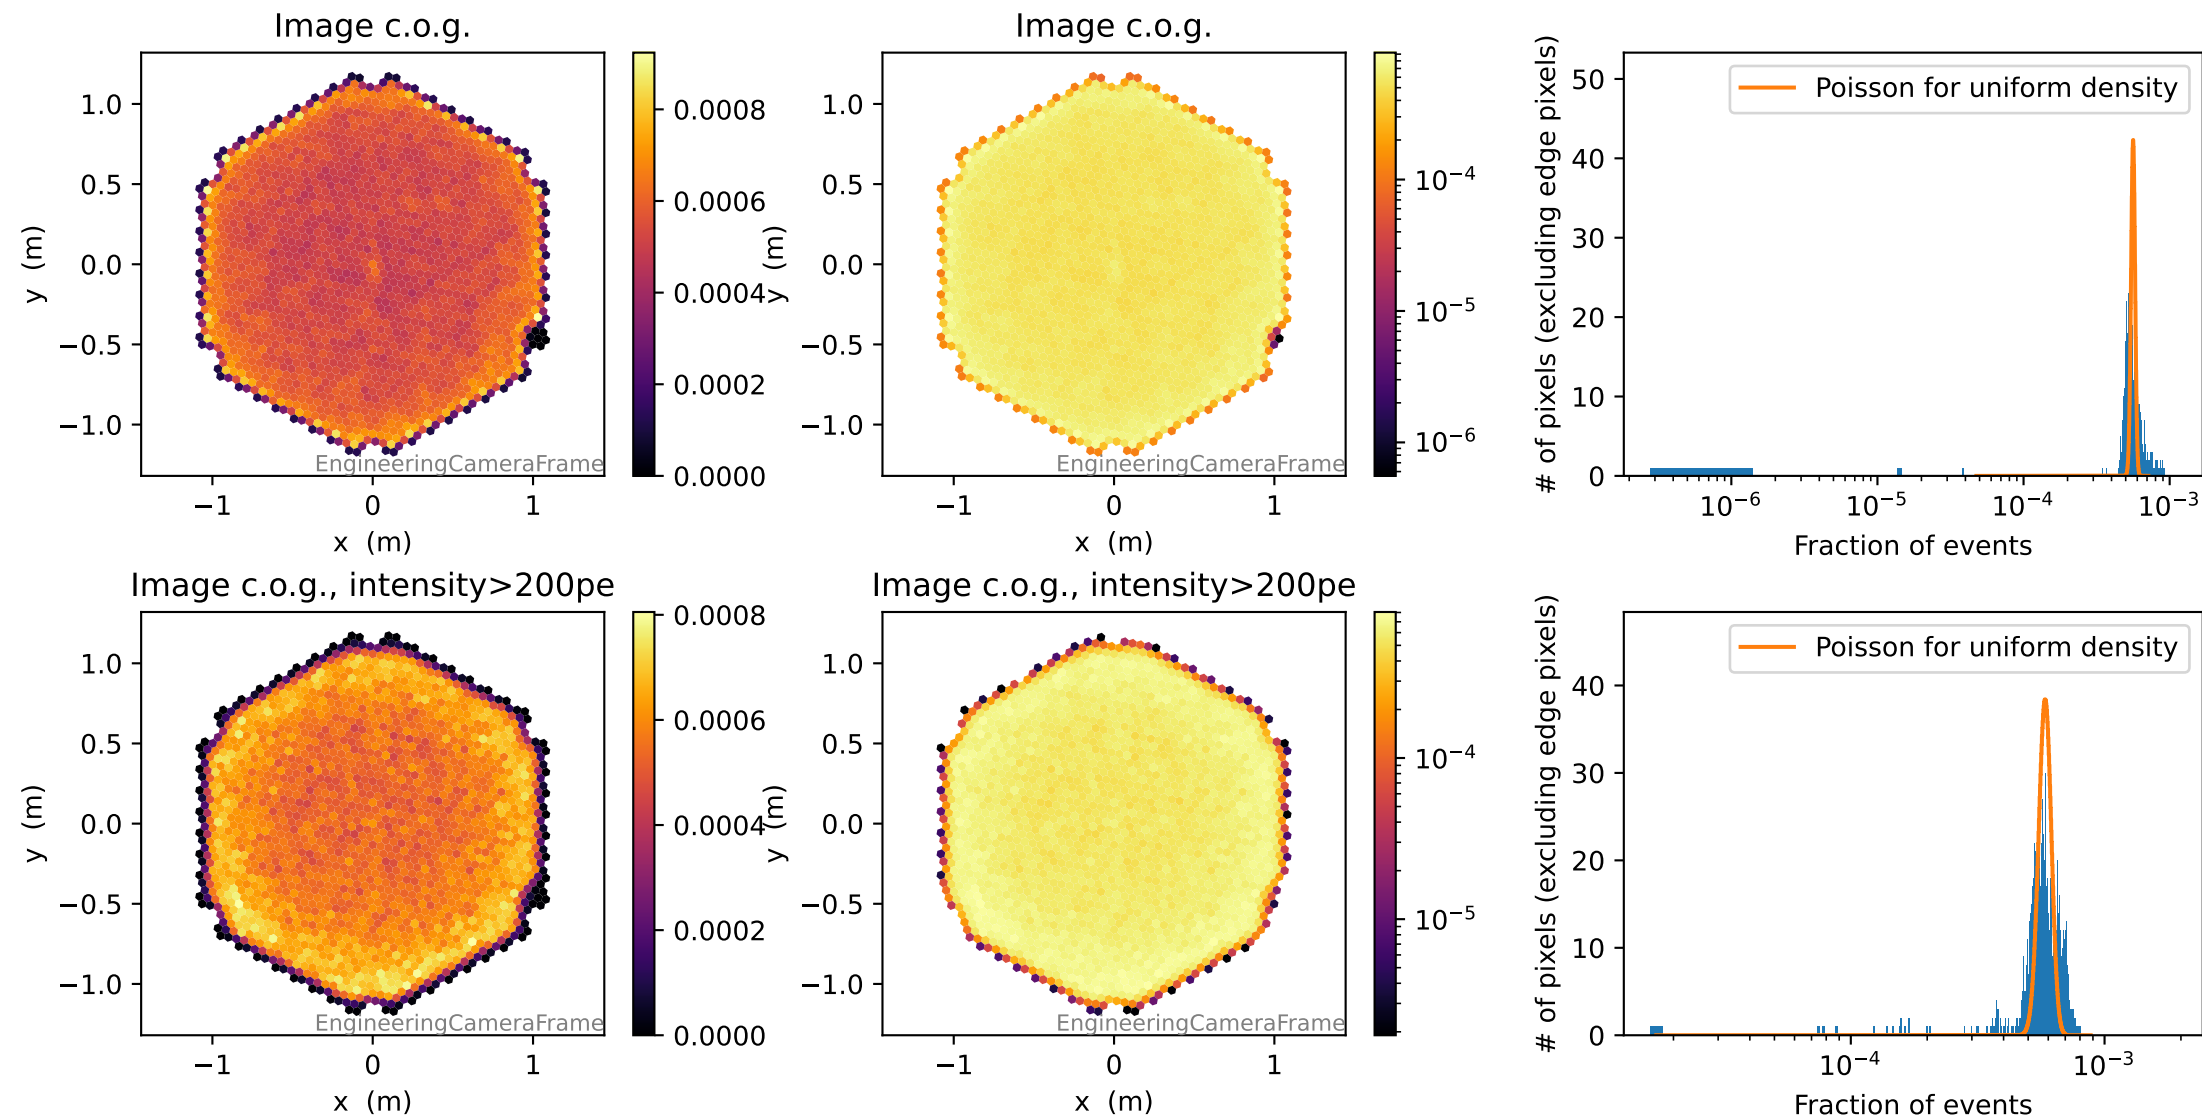 Image c.o.g.
1.0
0.5
0.0
−0.5
−1.0
y (m)
−1
0
1
x (m)
EngineeringCameraFrame
0.0008
0.0006
0.0004
0.0002
0.0000
Image c.o.g.
1.0
0.5
0.0
−0.5
−1.0
y (m)
−1
0
1
x (m)
EngineeringCameraFrame
10⁻⁴
10⁻⁵
10⁻⁶
Poisson for uniform density
50
40
30
20
10
0
# of pixels (excluding edge pixels)
10⁻⁶
10⁻⁵
10⁻⁴
10⁻³
Fraction of events
Image c.o.g., intensity>200pe
1.0
0.5
0.0
−0.5
−1.0
y (m)
−1
0
1
x (m)
EngineeringCameraFrame
0.0008
0.0006
0.0004
0.0002
0.0000
Image c.o.g., intensity>200pe
1.0
0.5
0.0
−0.5
−1.0
y (m)
−1
0
1
x (m)
EngineeringCameraFrame
10⁻⁴
10⁻⁵
Poisson for uniform density
40
30
20
10
0
# of pixels (excluding edge pixels)
10⁻⁴
10⁻³
Fraction of events